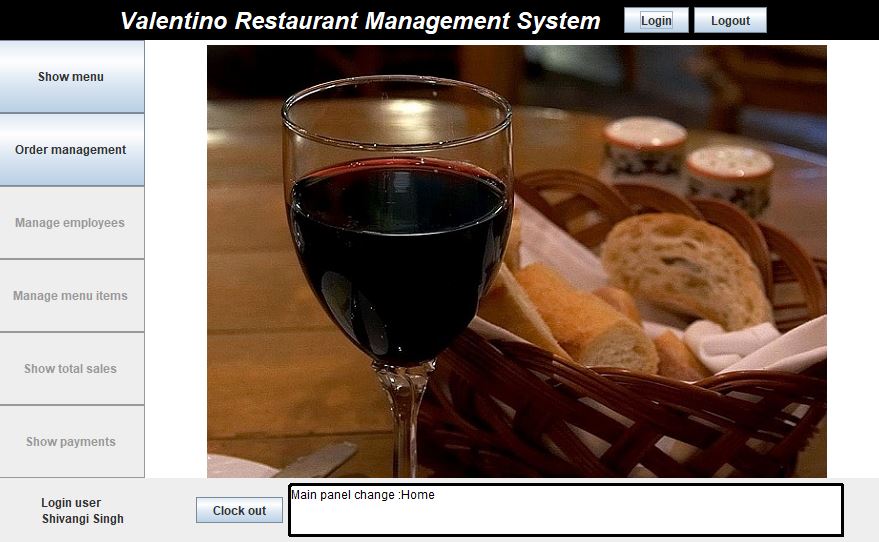 Valentino Restaurant Management System
Login
Logout
Show menu
Order management
Manage employees
Manage menu items
Show total sales
Show payments
Login user
Shivangi Singh
Clock out
Main panel change :Home